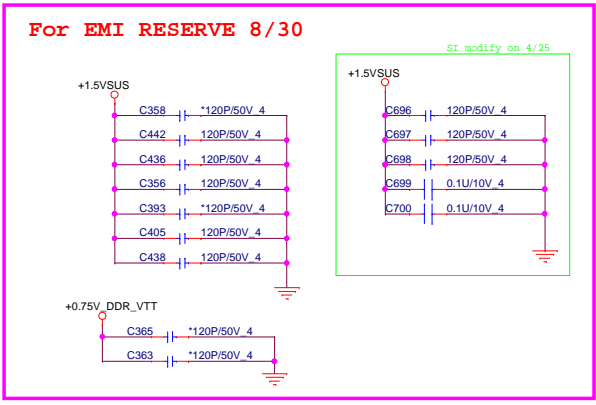 For EMI RESERVE 8/30
SI modify on 4/25
+1.5VSUS
C358 *120P/50V_4
C442 120P/50V_4
C436 120P/50V_4
C356 120P/50V_4
C393 *120P/50V_4
C405 120P/50V_4
C438 120P/50V_4
+1.5VSUS
C696 120P/50V_4
C697 120P/50V_4
C698 120P/50V_4
C699 0.1U/10V_4
C700 0.1U/10V_4
+0.75V_DDR_VTT
C365 *120P/50V_4
C363 *120P/50V_4